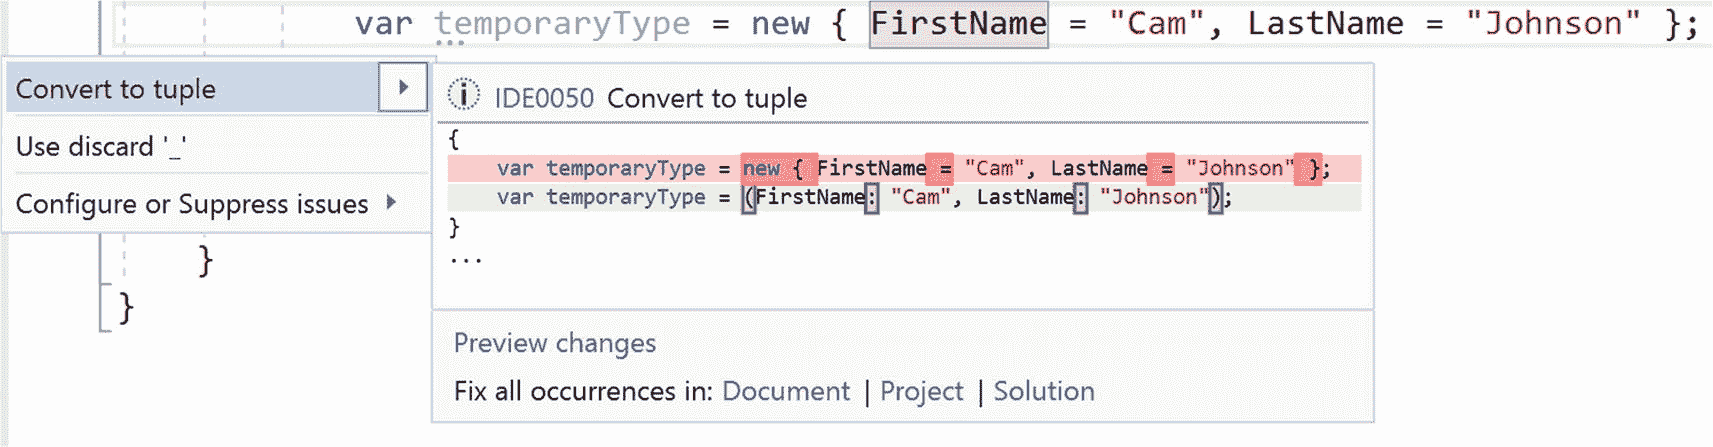 var temporaryType = new { FirstName = "Cam", LastName = "Johnson" };
Convert to tuple
Use discard '_'
Configure or Suppress issues
IDE0050 Convert to tuple
{
var temporaryType = new { FirstName = "Cam", LastName = "Johnson" };
var temporaryType = (FirstName: "Cam", LastName: "Johnson");
}
...
Preview changes
Fix all occurrences in: Document | Project | Solution
}
}